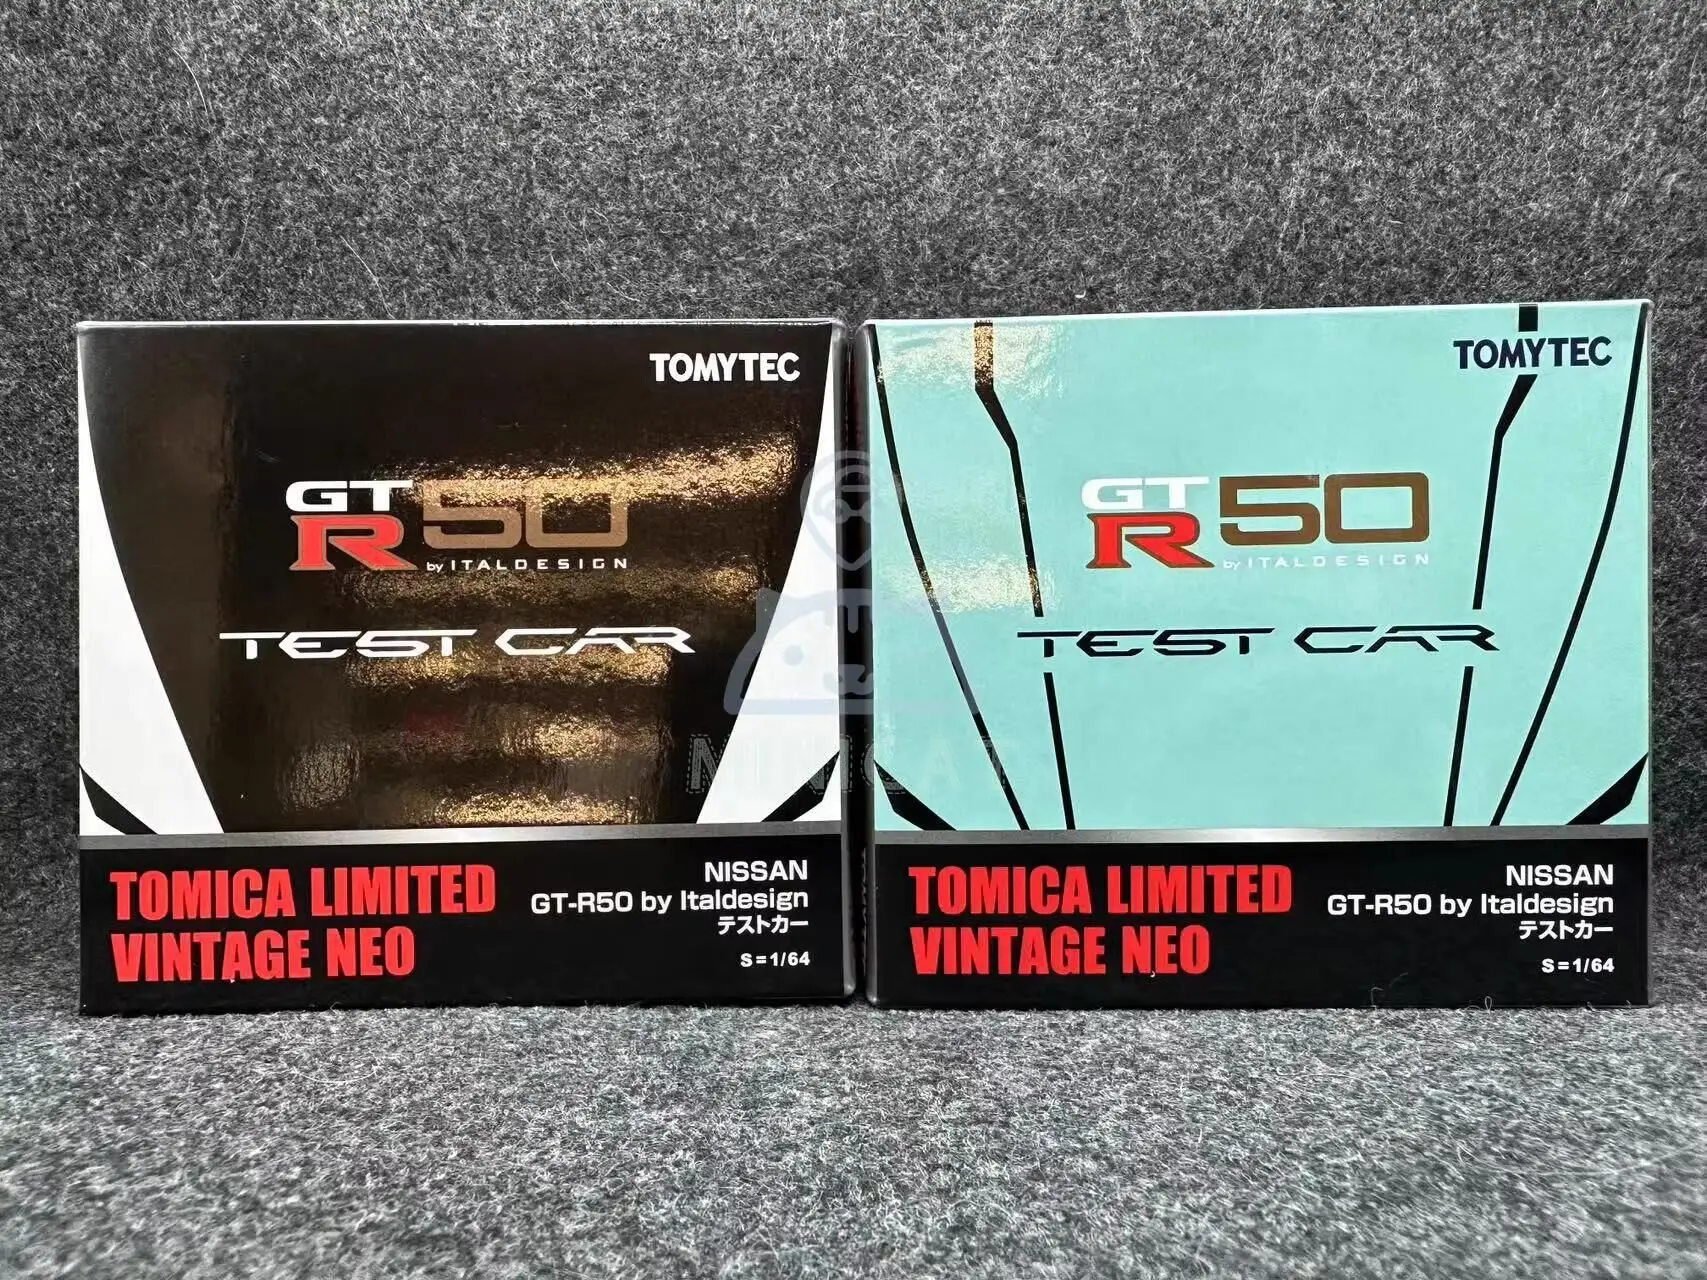 TOMYTEC
GT
R50
by ITALDESIGN
TEST CAR
TOMICA LIMITED
VINTAGE NEO
NISSAN
GT-R50 by Italdesign
テストカー
S=1/64
TOMYTEC
GT
R50
by ITALDESIGN
TEST CAR
TOMICA LIMITED
VINTAGE NEO
NISSAN
GT-R50 by Italdesign
テストカー
S=1/64
NINICAT